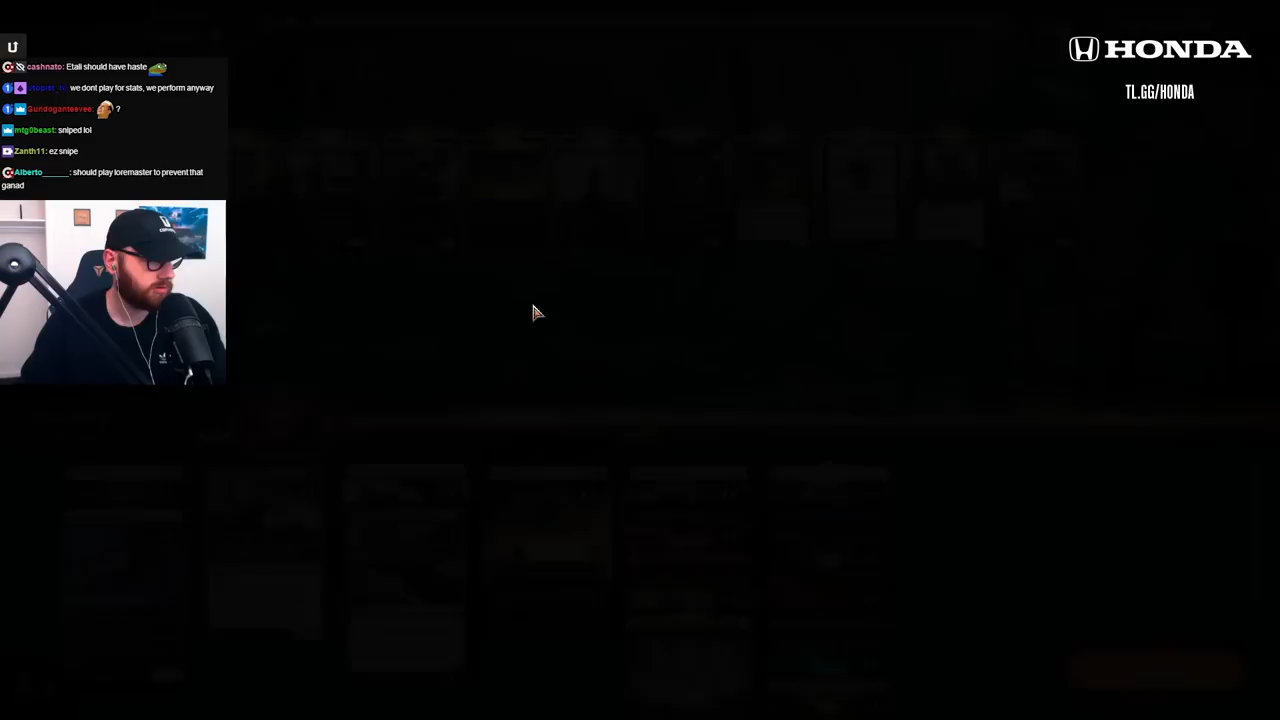 cashnato: Etali should have haste
we dont play for stats, we perform anyway
Gundoganteevee: ?
mtg0beast: sniped lol
Zanth11: ez snipe
Alberto______: should play loremaster to prevent that
ganad
HONDA
TL.GG/HONDA